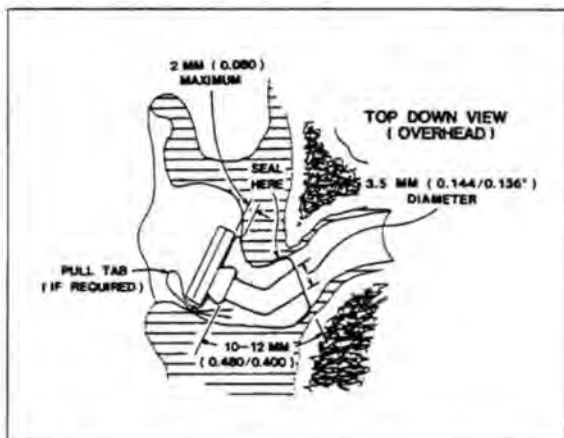 2 MM (0.080)
MAXIMUM
TOP DOWN VIEW
(OVERHEAD)
SEAL
HERE
3.5 MM (0.144/0.136")
DIAMETER
PULL TAB
(IF REQUIRED)
10-12 MM
(0.480/0.400)